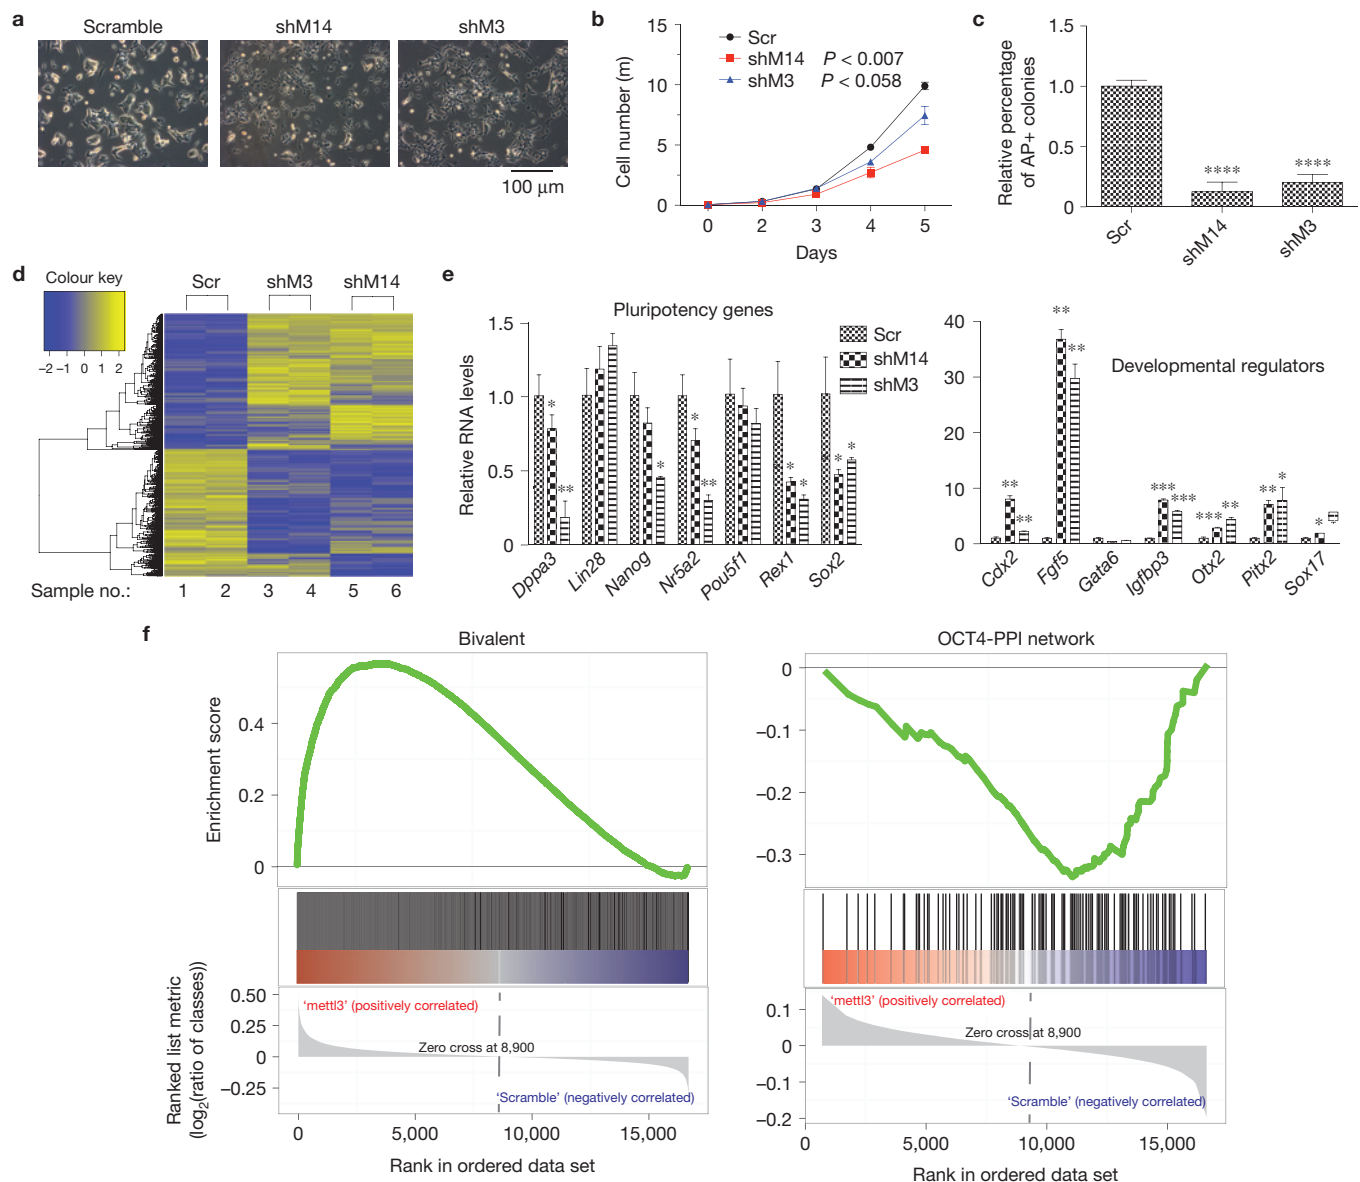 a
Scramble
shM14
shM3
100 µm
b
Scr
shM14 P < 0.007
shM3 P < 0.058
Cell number (m)
15
10
5
0
0 2 3 4 5
Days
c
Relative percentage
of AP+ colonies
1.5
1.0
0.5
0
****
****
Scr
shM14
shM3
d
Colour key
−2 −1 0 1 2
Scr shM3 shM14
Sample no.: 1 2 3 4 5 6
e
Pluripotency genes
Scr
shM14
shM3
Relative RNA levels
1.5
1.0
0.5
0
* ** * * ** * * * *
Dppa3
Lin28
Nanog
Nr5a2
Pou5f1
Rex1
Sox2
Developmental regulators
40
30
20
10
0
** ** ** ** *** *** *** ** ** * *
Cdx2
Fgf5
Gata6
Igfbp3
Otx2
Pitx2
Sox17
f
Bivalent
Enrichment score
0.4
0.2
0
Ranked list metric
(log2(ratio of classes))
0.50
0.25
0
−0.25
‘mettl3’ (positively correlated)
Zero cross at 8,900
‘Scramble’ (negatively correlated)
0 5,000 10,000 15,000
Rank in ordered data set
OCT4-PPI network
0
−0.1
−0.2
−0.3
0.1
0
−0.1
−0.2
‘mettl3’ (positively correlated)
Zero cross at 8,900
‘Scramble’ (negatively correlated)
5,000 10,000 15,000
Rank in ordered data set